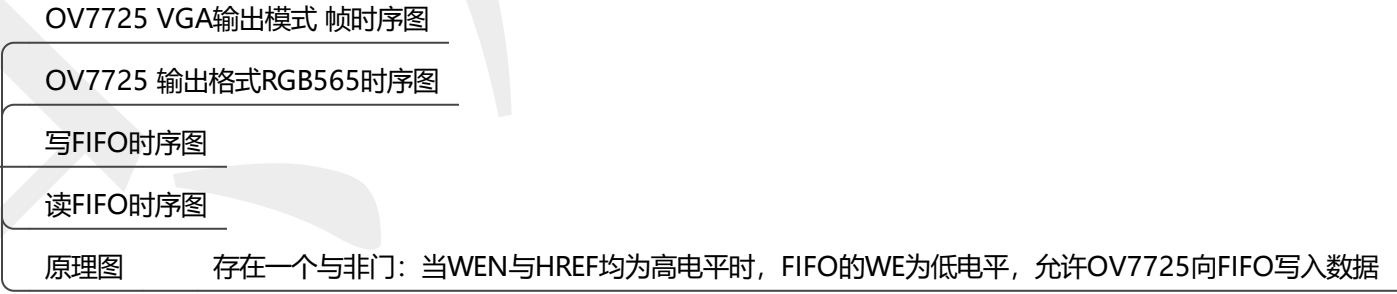 OV7725 VGA输出模式 帧时序图
OV7725 输出格式RGB565时序图
写FIFO时序图
读FIFO时序图
原理图 存在一个与非门：当WEN与HREF均为高电平时，FIFO的WE为低电平，允许OV7725向FIFO写入数据